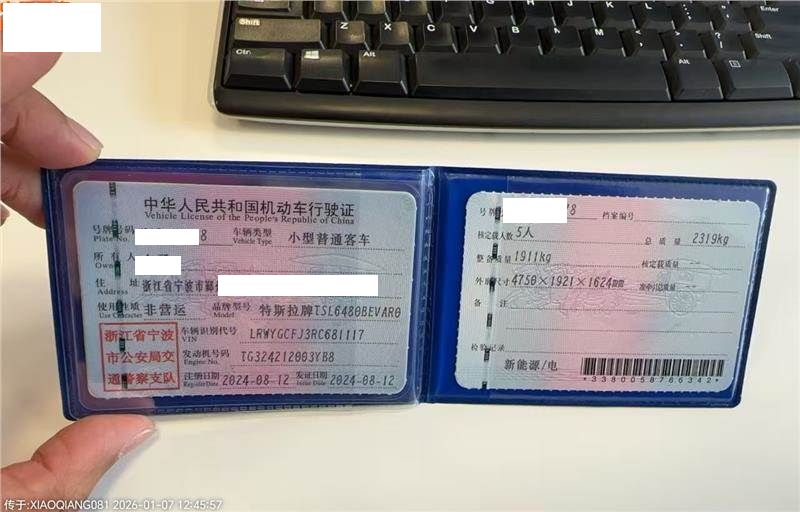 Enter
Shift
Z X C V B N M
Shift
Ctrl
Alt
Alt
中华人民共和国机动车行驶证
Vehicle License of the People's Republic of China
号牌号码 8 车辆类型 小型普通客车
Plate No. Vehicle Type
所有人
住址 浙江省宁波市鄞
Address
使用性质 非营运 品牌型号 特斯拉牌TSL6480BEVAR0
Use Character Model
浙江省宁波
市公安局交
通警察支队
车辆识别代号 LRWYGCFJ3RC681117
VIN
发动机号码 TG324212003YB8
Engine No.
注册日期 2024-08-12 发证日期 2024-08-12
Register Date Issue Date
号牌 8 档案编号
核定载人数 5人 总质量 2319kg
整备质量 1911kg 核定载质量 --
外廓尺寸 4750×1921×1624mm 准牵引总质量 --
备注
检验记录
新能源/电
*3380058766342*
传于:XIAOQIANG081 2026-01-07 12:45:57